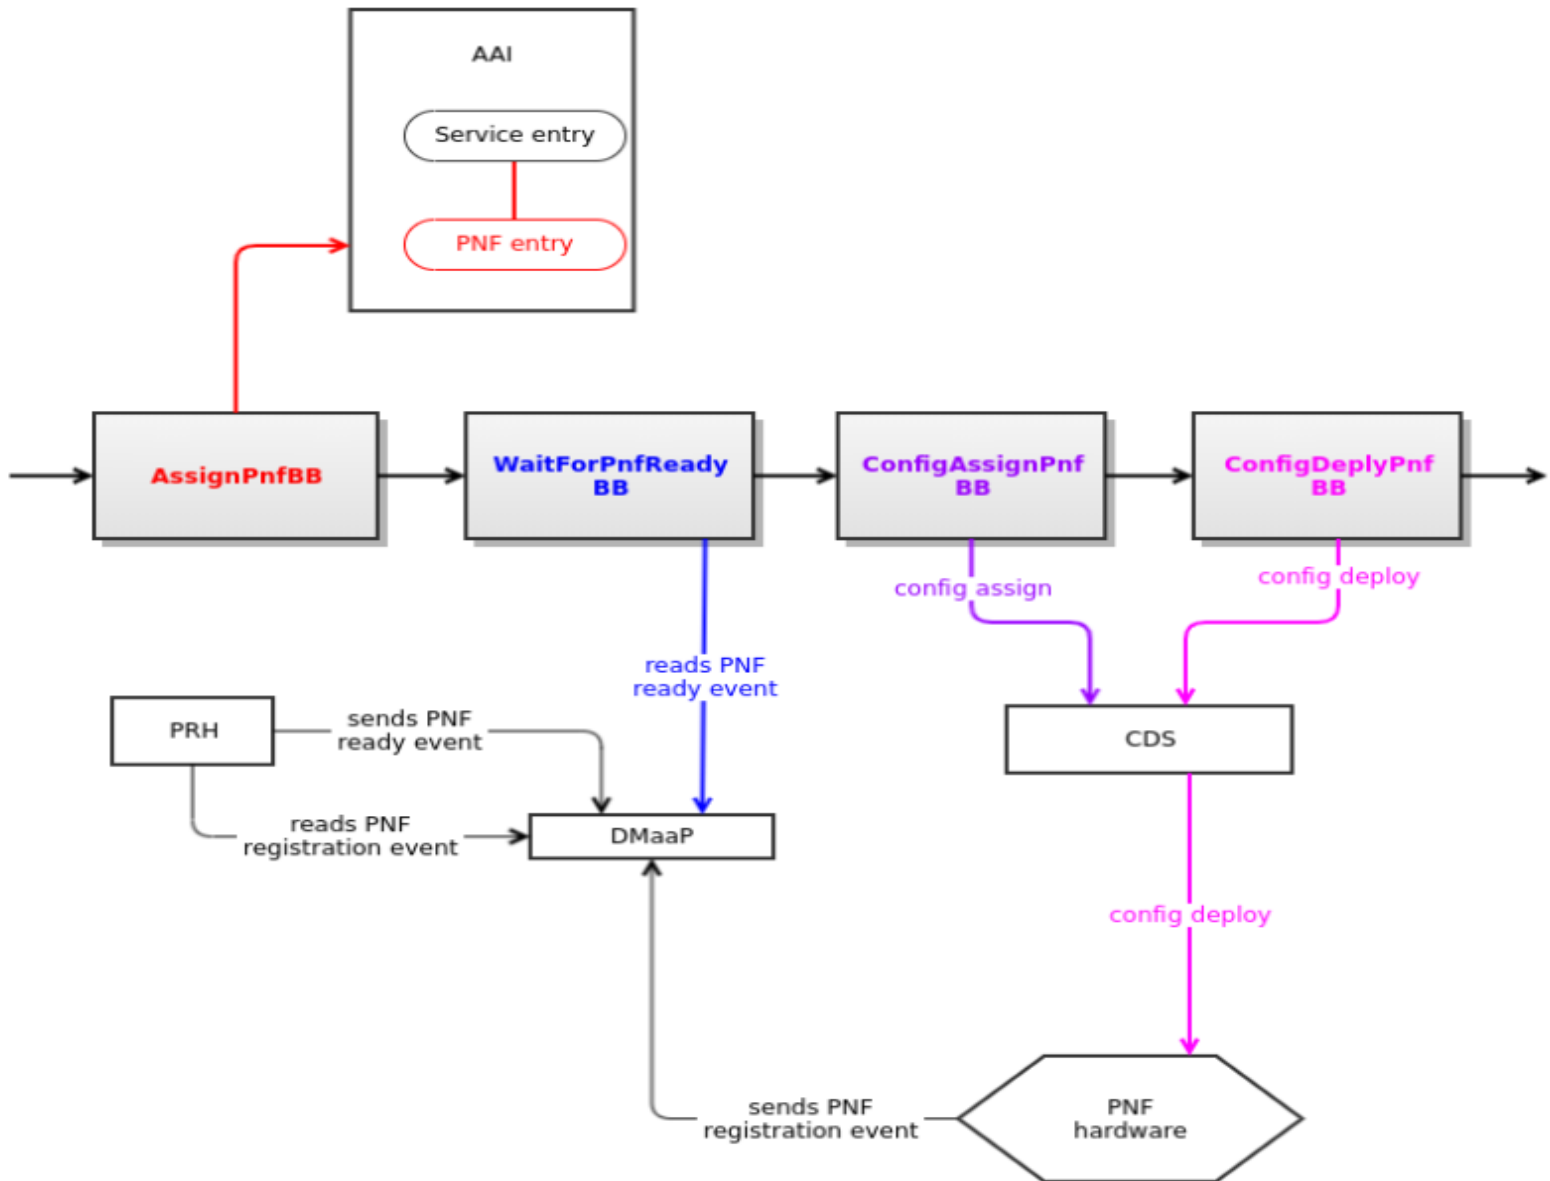 AAI
Service entry
PNF entry
AssignPnfBB
WaitForPnfReady
BB
ConfigAssignPnf
BB
ConfigDeplyPnf
BB
config assign
config deploy
reads PNF
ready event
PRH
sends PNF
ready event
CDS
reads PNF
registration event
DMaaP
config deploy
sends PNF
registration event
PNF
hardware